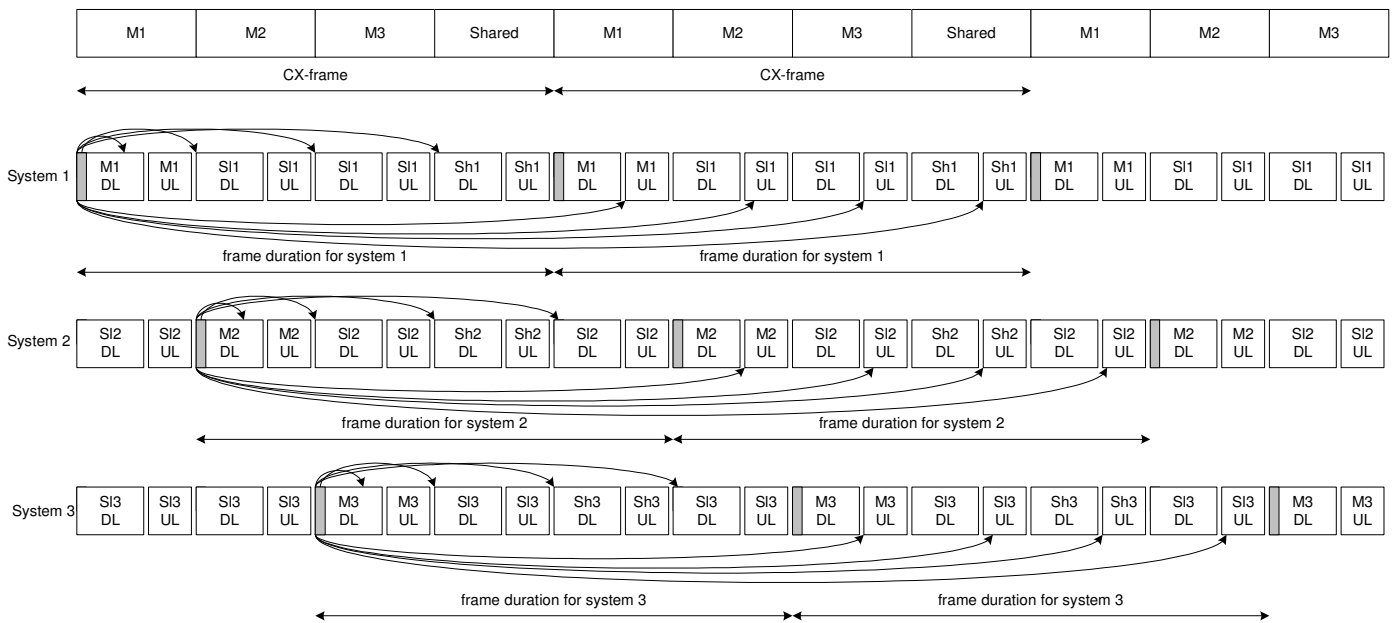 M1 M2 M3 Shared M1 M2 M3 Shared M1 M2 M3
CX-frame CX-frame
M1 M1 Sl1 Sl1 Sl1 Sl1 Sh1 Sh1 M1 M1 Sl1 Sl1 Sl1 Sl1 Sh1 Sh1 M1 M1 Sl1 Sl1 Sl1 Sl1
System 1
DL UL DL UL DL UL DL UL DL UL DL UL DL UL DL UL DL UL DL UL DL UL
frame duration for system 1 frame duration for system 1
Sl2 Sl2 M2 M2 Sl2 Sl2 Sh2 Sh2 Sl2 Sl2 M2 M2 Sl2 Sl2 Sh2 Sh2 Sl2 Sl2 M2 M2 Sl2 Sl2
System 2
DL UL DL UL DL UL DL UL DL UL DL UL DL UL DL UL DL UL DL UL DL UL
frame duration for system 2 frame duration for system 2
Sl3 Sl3 Sl3 Sl3 M3 M3 Sl3 Sl3 Sh3 Sh3 Sl3 Sl3 M3 M3 Sl3 Sl3 Sh3 Sh3 Sl3 Sl3 M3 M3
System 3
DL UL DL UL DL UL DL UL DL UL DL UL DL UL DL UL DL UL DL UL DL UL
frame duration for system 3 frame duration for system 3